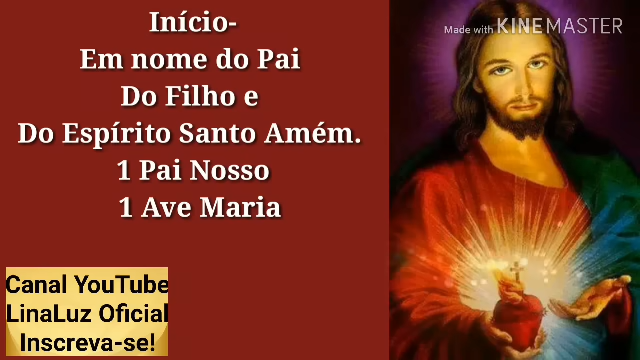 Início-
Em nome do Pai
Do Filho e
Do Espírito Santo Amém.
1 Pai Nosso
1 Ave Maria
Made with KINEMASTER
Canal YouTube
LinaLuz Oficial
Inscreva-se!